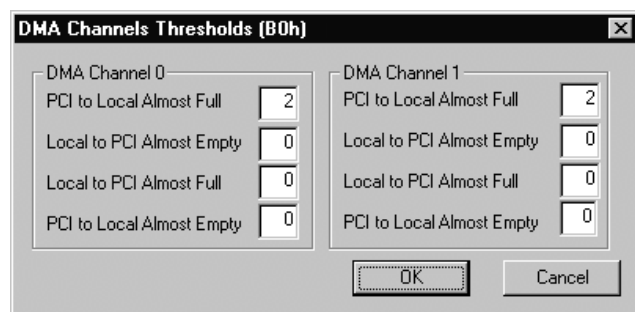 DMA Channels Thresholds (B0h)
DMA Channel 0
PCI to Local Almost Full 2
Local to PCI Almost Empty 0
Local to PCI Almost Full 0
PCI to Local Almost Empty 0
DMA Channel 1
PCI to Local Almost Full 2
Local to PCI Almost Empty 0
Local to PCI Almost Full 0
PCI to Local Almost Empty 0
OK Cancel